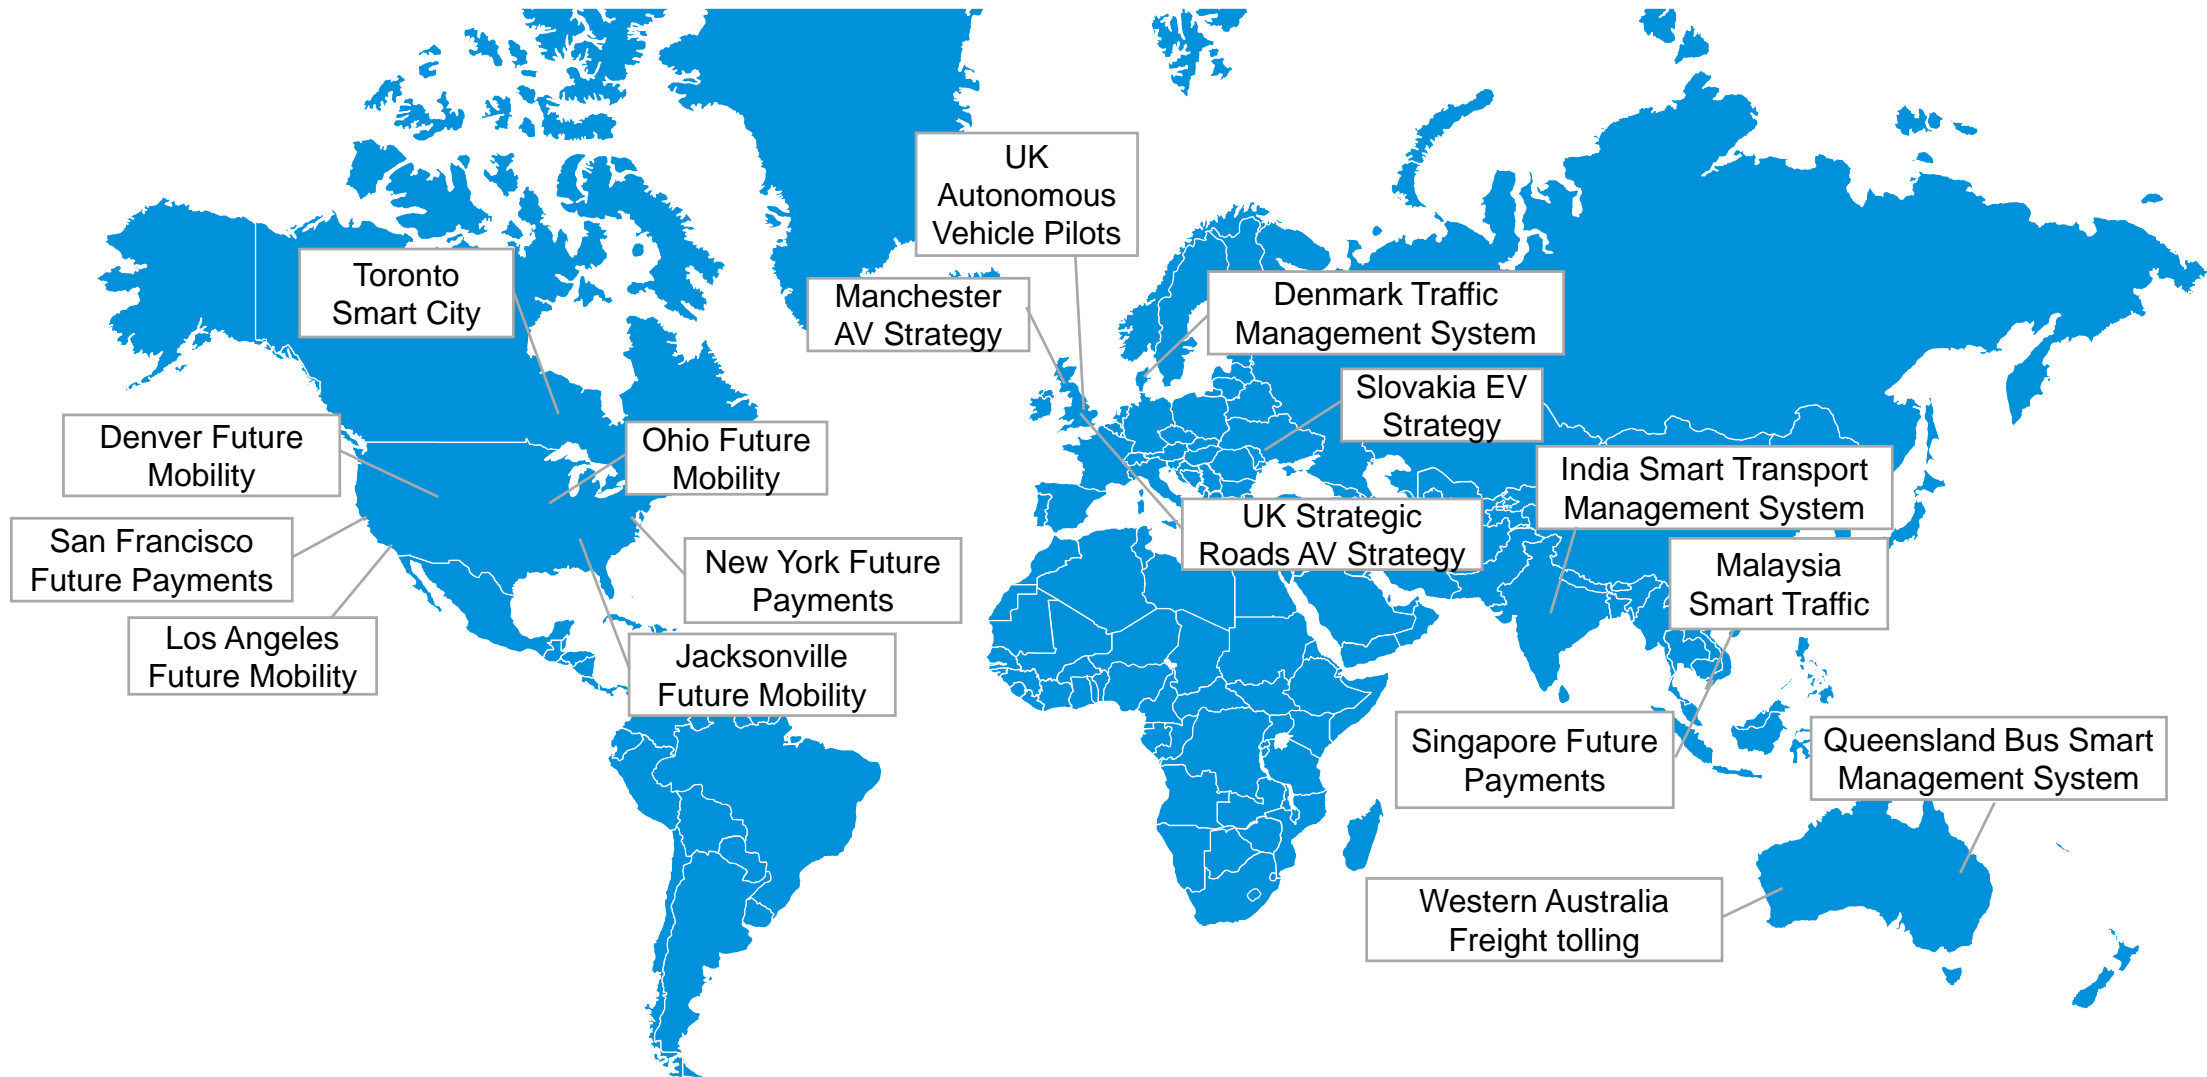 UK
Autonomous
Vehicle Pilots
Toronto
Smart City
Manchester
AV Strategy
Denmark Traffic
Management System
Slovakia EV
Strategy
Denver Future
Mobility
Ohio Future
Mobility
India Smart Transport
Management System
San Francisco
Future Payments
UK Strategic
Roads AV Strategy
New York Future
Payments
Malaysia
Smart Traffic
Los Angeles
Future Mobility
Jacksonville
Future Mobility
Singapore Future
Payments
Queensland Bus Smart
Management System
Western Australia
Freight tolling